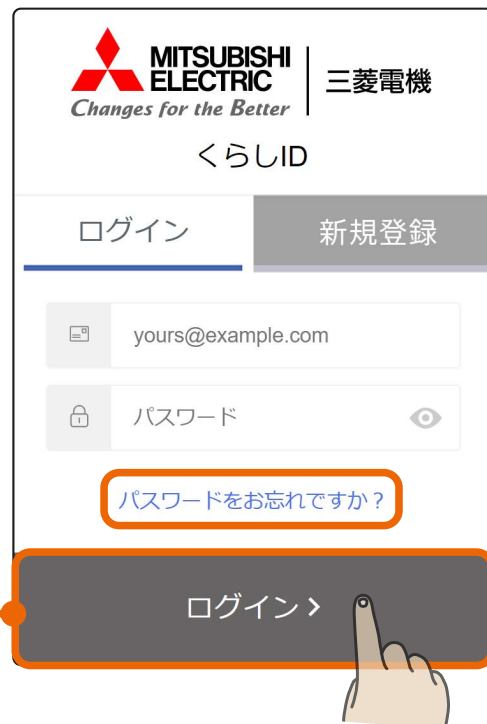 MITSUBISHI
ELECTRIC
Changes for the Better
三菱電機
くらしID
ログイン
新規登録
yours@example.com
パスワード
パスワードをお忘れですか？
ログイン ›